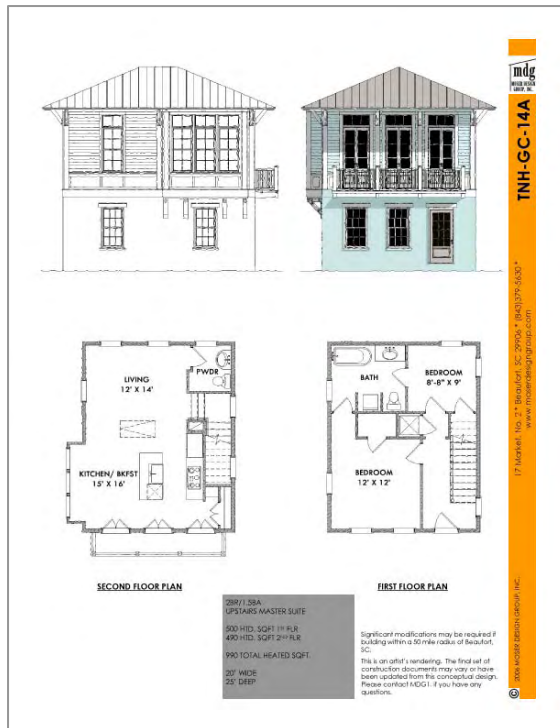 mdg
MOSER DESIGN
GROUP, INC.
TNH-GC-14A
17 Market, No. 2 * Beaufort, SC 29906 * (843)379-5630 *
www.moserdesigngroup.com
© 2006 MOSER DESIGN GROUP, INC.
LIVING
12' X 14'
PWDR
KITCHEN/ BKFST
15' X 16'
SECOND FLOOR PLAN
BATH
BEDROOM
8'-8" X 9'
BEDROOM
12' X 12'
FIRST FLOOR PLAN
2BR/1.5BA
UPSTAIRS MASTER SUITE
500 HTD. SQFT 1ST FLR
490 HTD. SQFT 2ND FLR
990 TOTAL HEATED SQFT.
20' WIDE
25' DEEP
Significant modifications may be required if
building within a 50 mile radius of Beaufort,
SC.
This is an artist's rendering. The final set of
construction documents may vary or have
been updated from this conceptual design.
Please contact MDG1. if you have any
questions.